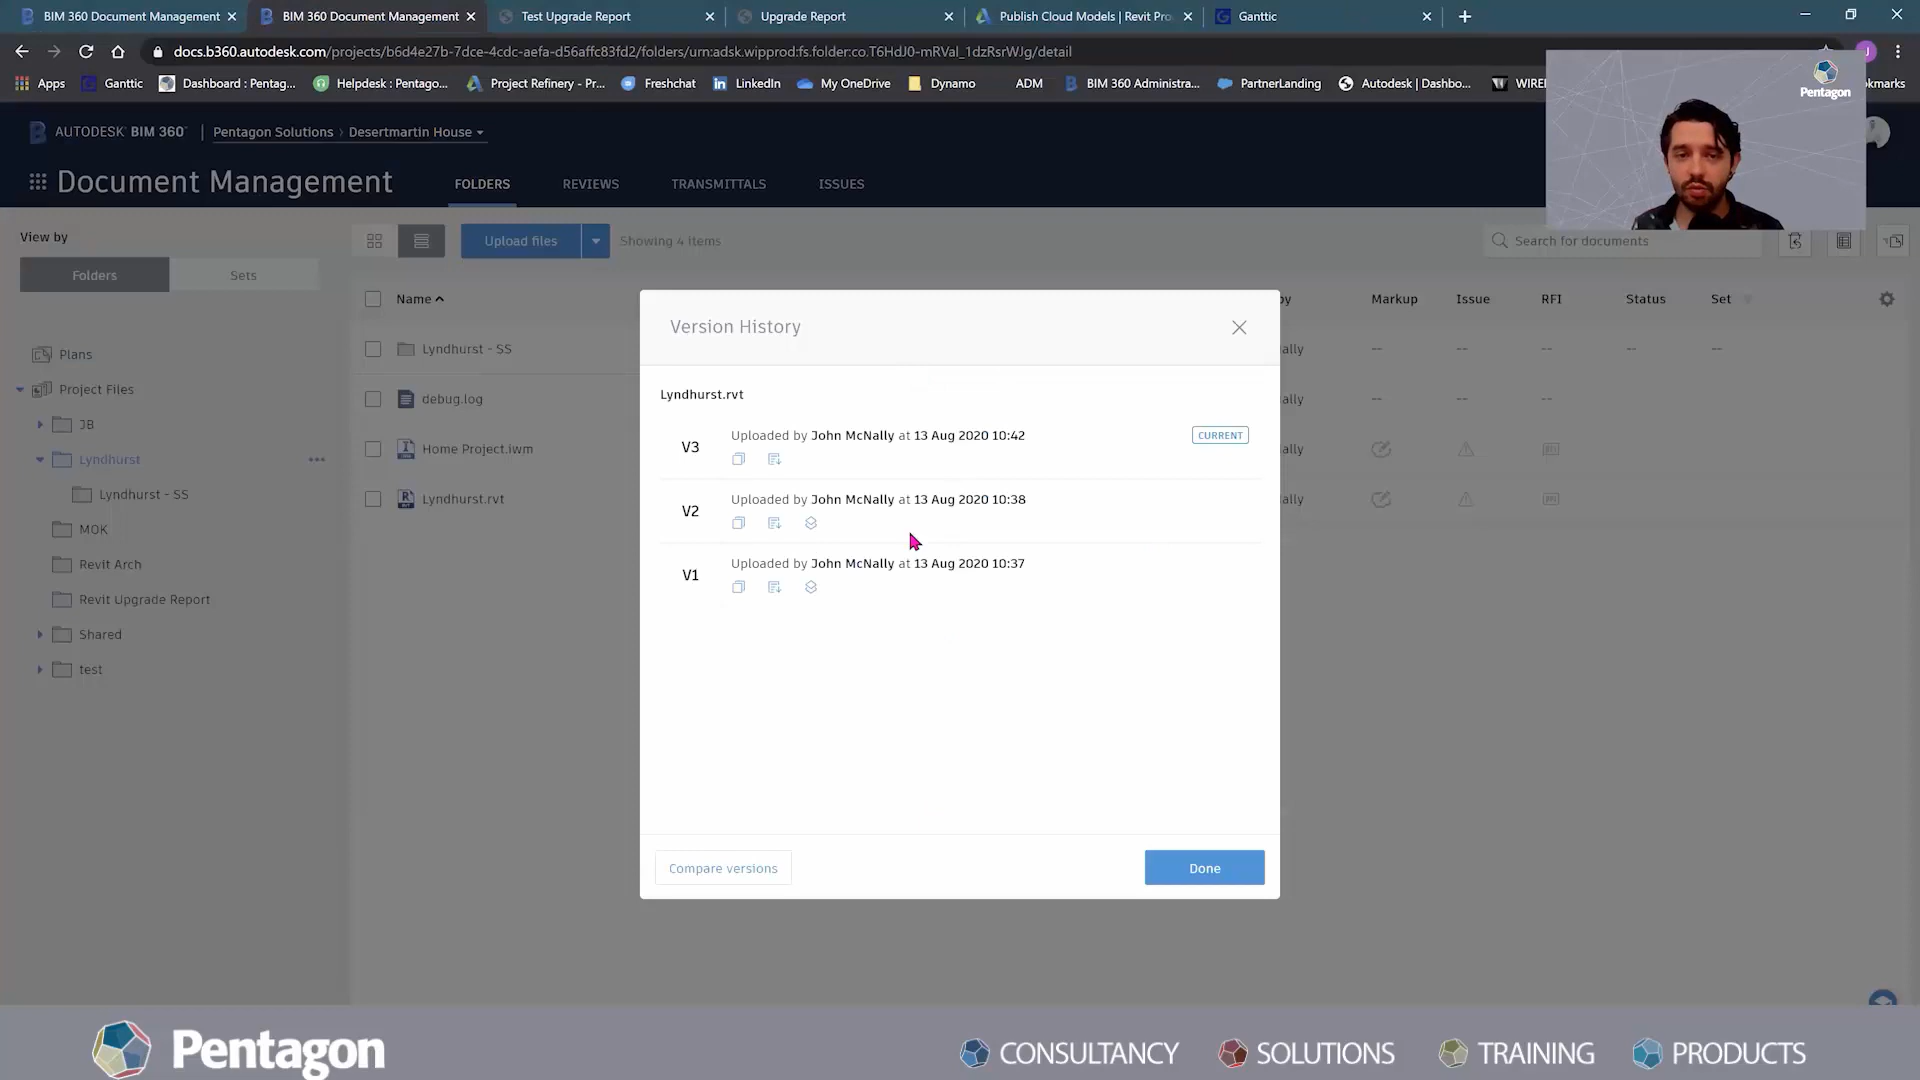 BIM 360 Document Management
BIM 360 Document Management
Test Upgrade Report
Upgrade Report
Publish Cloud Models | Revit Pro
Ganttic
docs.b360.autodesk.com/projects/b6d4e27b-7dce-4cdc-aefa-d56affc83fd2/folders/urn:adsk.wipprod:fs.folder:co.T6HdJ0-mRVal_1dzRsrWJg/detail
Apps
Ganttic
Dashboard : Pentag...
Helpdesk : Pentago...
Project Refinery - Pr...
Freshchat
LinkedIn
My OneDrive
Dynamo
ADM
BIM 360 Administra...
PartnerLanding
Autodesk | Dashbo...
Pentagon
AUTODESK® BIM 360™
Pentagon Solutions › Desertmartin House
Document Management
FOLDERS
REVIEWS
TRANSMITTALS
ISSUES
View by
Folders
Sets
Upload files
Showing 4 items
Search for documents
Name
Markup
Issue
RFI
Status
Set
Plans
Project Files
JB
Lyndhurst
Lyndhurst - SS
MOK
Revit Arch
Revit Upgrade Report
Shared
test
Lyndhurst - SS
-- -- -- -- --
debug.log
-- -- --
Home Project.iwm
Lyndhurst.rvt
Version History
Lyndhurst.rvt
V3
Uploaded by John McNally at 13 Aug 2020 10:42
CURRENT
V2
Uploaded by John McNally at 13 Aug 2020 10:38
V1
Uploaded by John McNally at 13 Aug 2020 10:37
Compare versions
Done
Pentagon
CONSULTANCY
SOLUTIONS
TRAINING
PRODUCTS